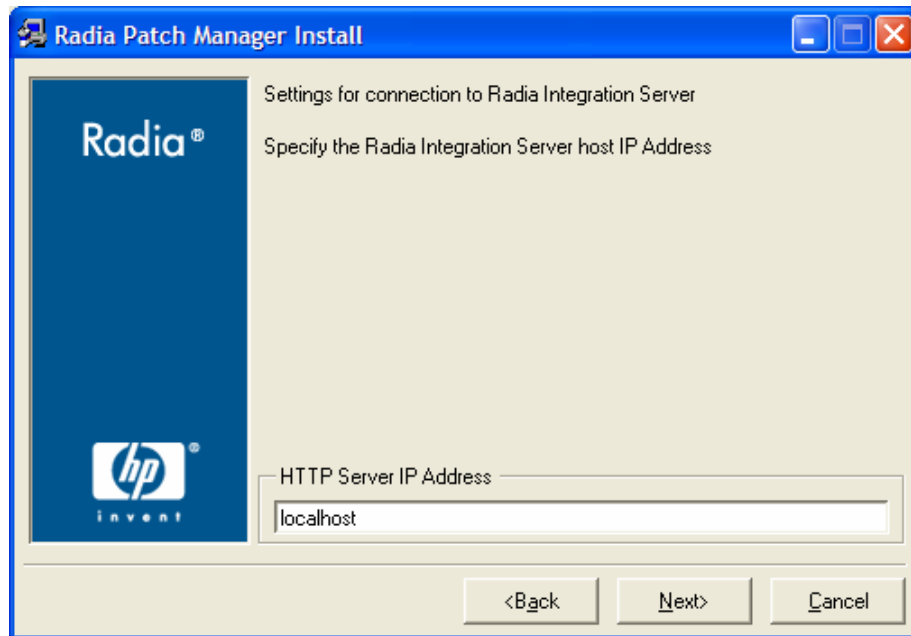 Radia Patch Manager Install
Radia®
Settings for connection to Radia Integration Server
Specify the Radia Integration Server host IP Address
hp®
invent
HTTP Server IP Address
localhost
<Back
Next>
Cancel